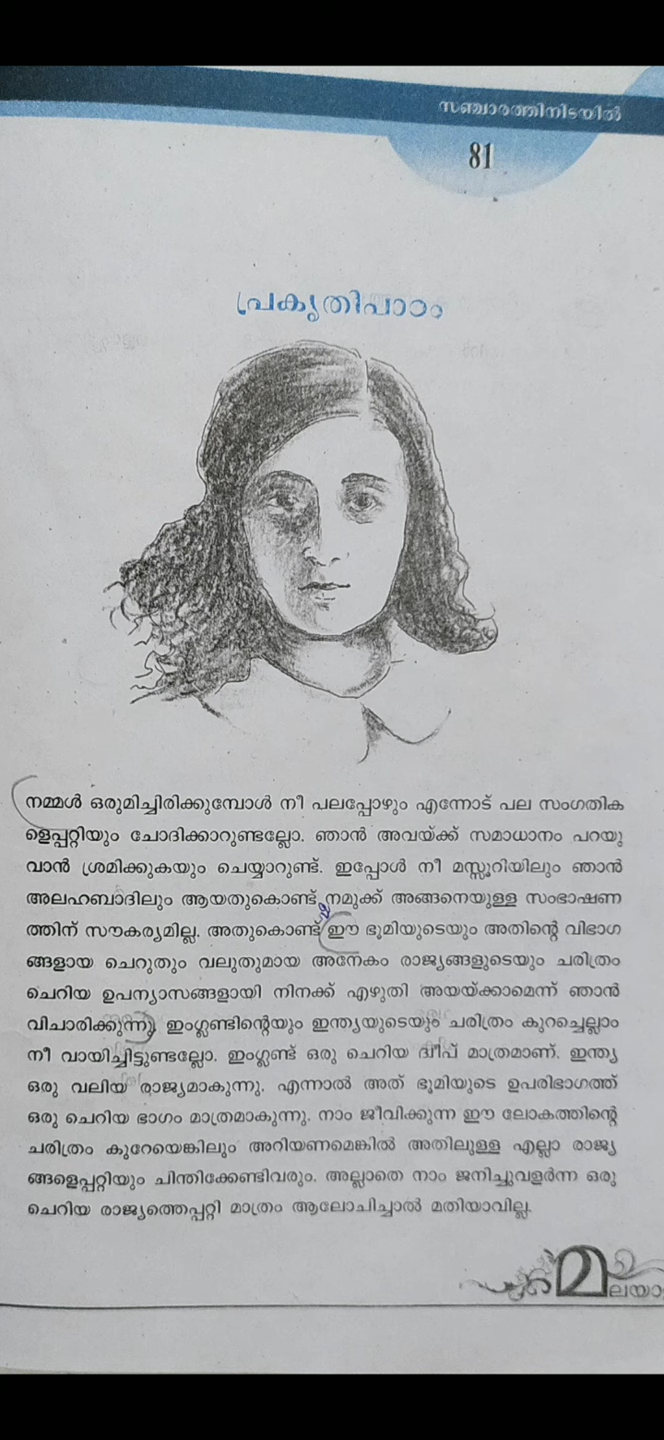 സഞ്ചാരത്തിനിടയിൽ
81
പ്രകൃതിപാഠം
നമ്മൾ ഒരുമിച്ചിരിക്കുമ്പോൾ നീ പലപ്പോഴും എന്നോട് പല സംഗതിക
ളെപ്പറ്റിയും ചോദിക്കാറുണ്ടല്ലോ. ഞാൻ അവയ്ക്ക് സമാധാനം പറയു
വാൻ ശ്രമിക്കുകയും ചെയ്യാറുണ്ട്. ഇപ്പോൾ നീ മസ്സൂറിയിലും ഞാൻ
അലഹബാദിലും ആയതുകൊണ്ട് നമുക്ക് അങ്ങനെയുള്ള സംഭാഷണ
ത്തിന് സൗകര്യമില്ല. അതുകൊണ്ട് ഈ ഭൂമിയുടെയും അതിന്റെ വിഭാഗ
ങ്ങളായ ചെറുതും വലുതുമായ അനേകം രാജ്യങ്ങളുടെയും ചരിത്രം
ചെറിയ ഉപന്യാസങ്ങളായി നിനക്ക് എഴുതി അയയ്ക്കാമെന്ന് ഞാൻ
വിചാരിക്കുന്നു. ഇംഗ്ലണ്ടിന്റെയും ഇന്ത്യയുടെയും ചരിത്രം കുറച്ചെല്ലാം
നീ വായിച്ചിട്ടുണ്ടല്ലോ. ഇംഗ്ലണ്ട് ഒരു ചെറിയ ദ്വീപ് മാത്രമാണ്. ഇന്ത്യ
ഒരു വലിയ രാജ്യമാകുന്നു. എന്നാൽ അത് ഭൂമിയുടെ ഉപരിഭാഗത്ത്
ഒരു ചെറിയ ഭാഗം മാത്രമാകുന്നു. നാം ജീവിക്കുന്ന ഈ ലോകത്തിന്റെ
ചരിത്രം കുറേയെങ്കിലും അറിയണമെങ്കിൽ അതിലുള്ള എല്ലാ രാജ്യ
ങ്ങളെപ്പറ്റിയും ചിന്തിക്കേണ്ടിവരും. അല്ലാതെ നാം ജനിച്ചുവളർന്ന ഒരു
ചെറിയ രാജ്യത്തെപ്പറ്റി മാത്രം ആലോചിച്ചാൽ മതിയാവില്ല.